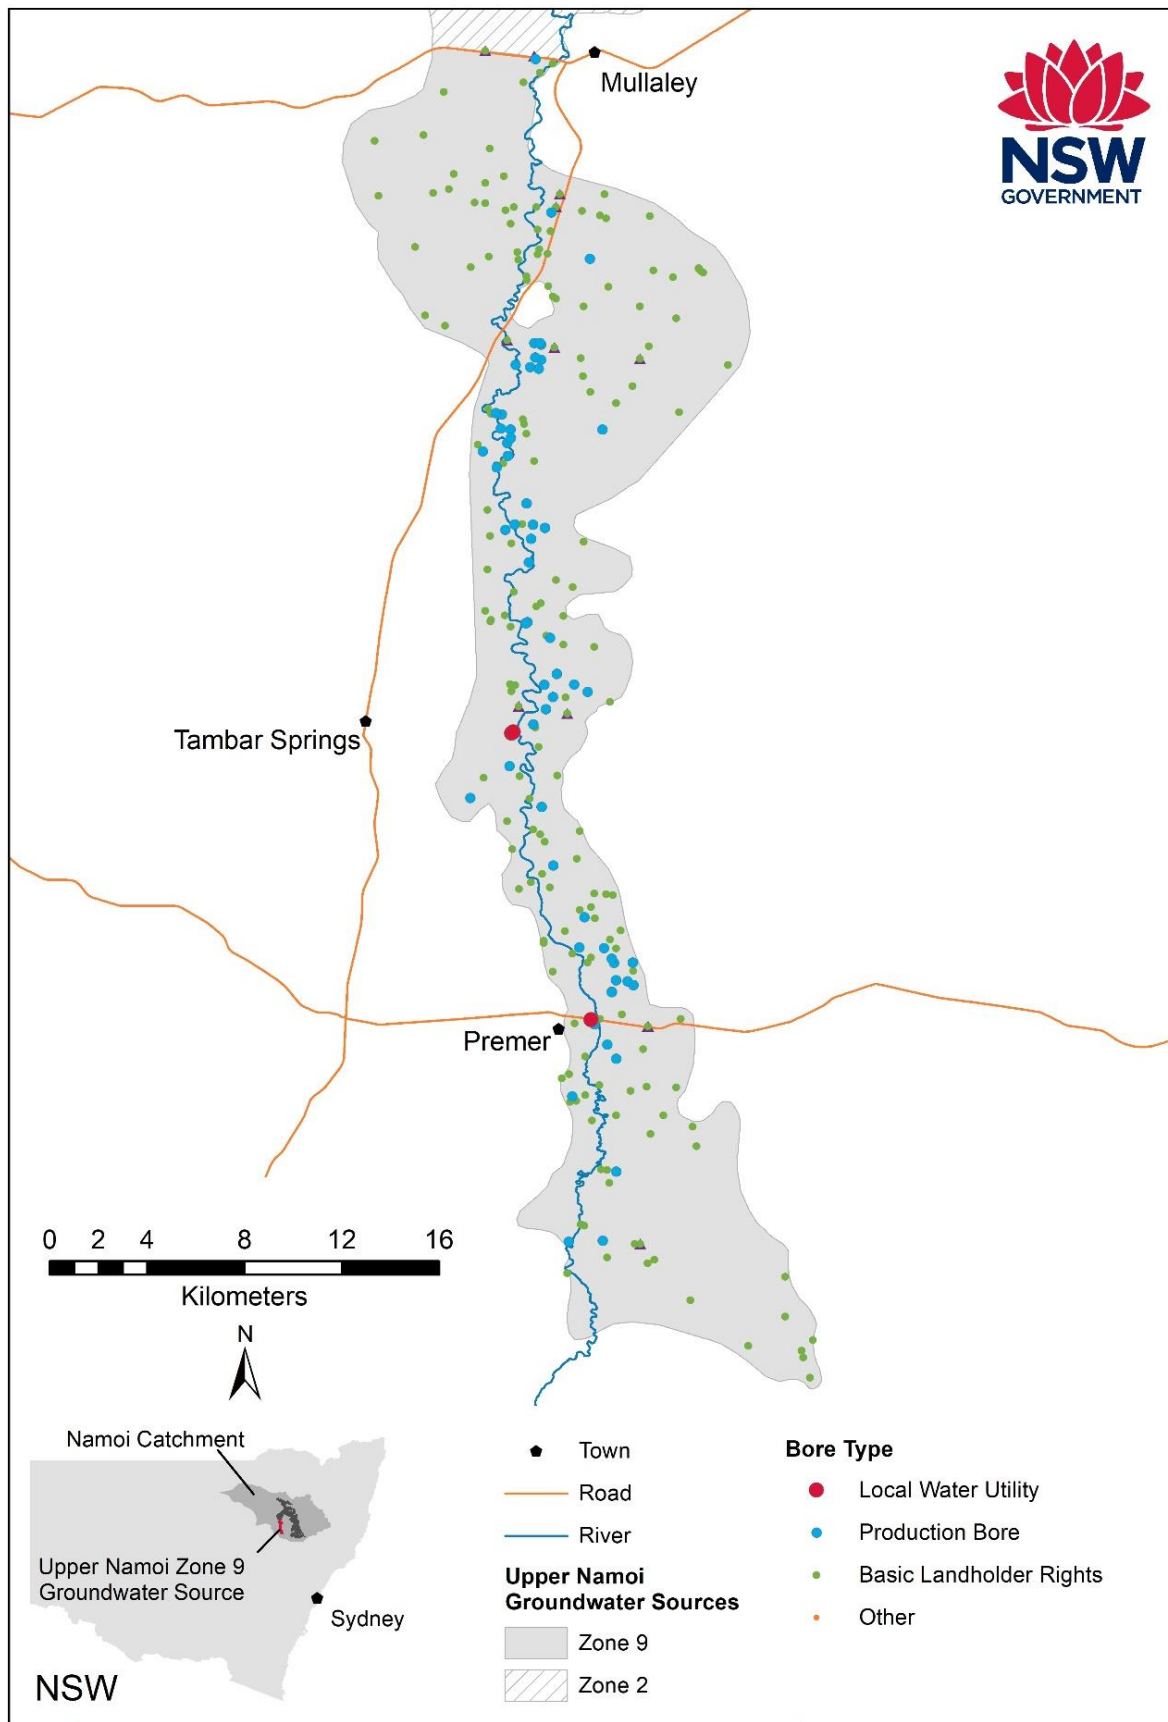 Mullaley
NSW
GOVERNMENT
Tambar Springs
Premer
0 2 4 8 12 16
Kilometers
N
Namoi Catchment
Upper Namoi Zone 9
Groundwater Source
Sydney
NSW
Town
Road
River
Upper Namoi
Groundwater Sources
Zone 9
Zone 2
Bore Type
Local Water Utility
Production Bore
Basic Landholder Rights
Other